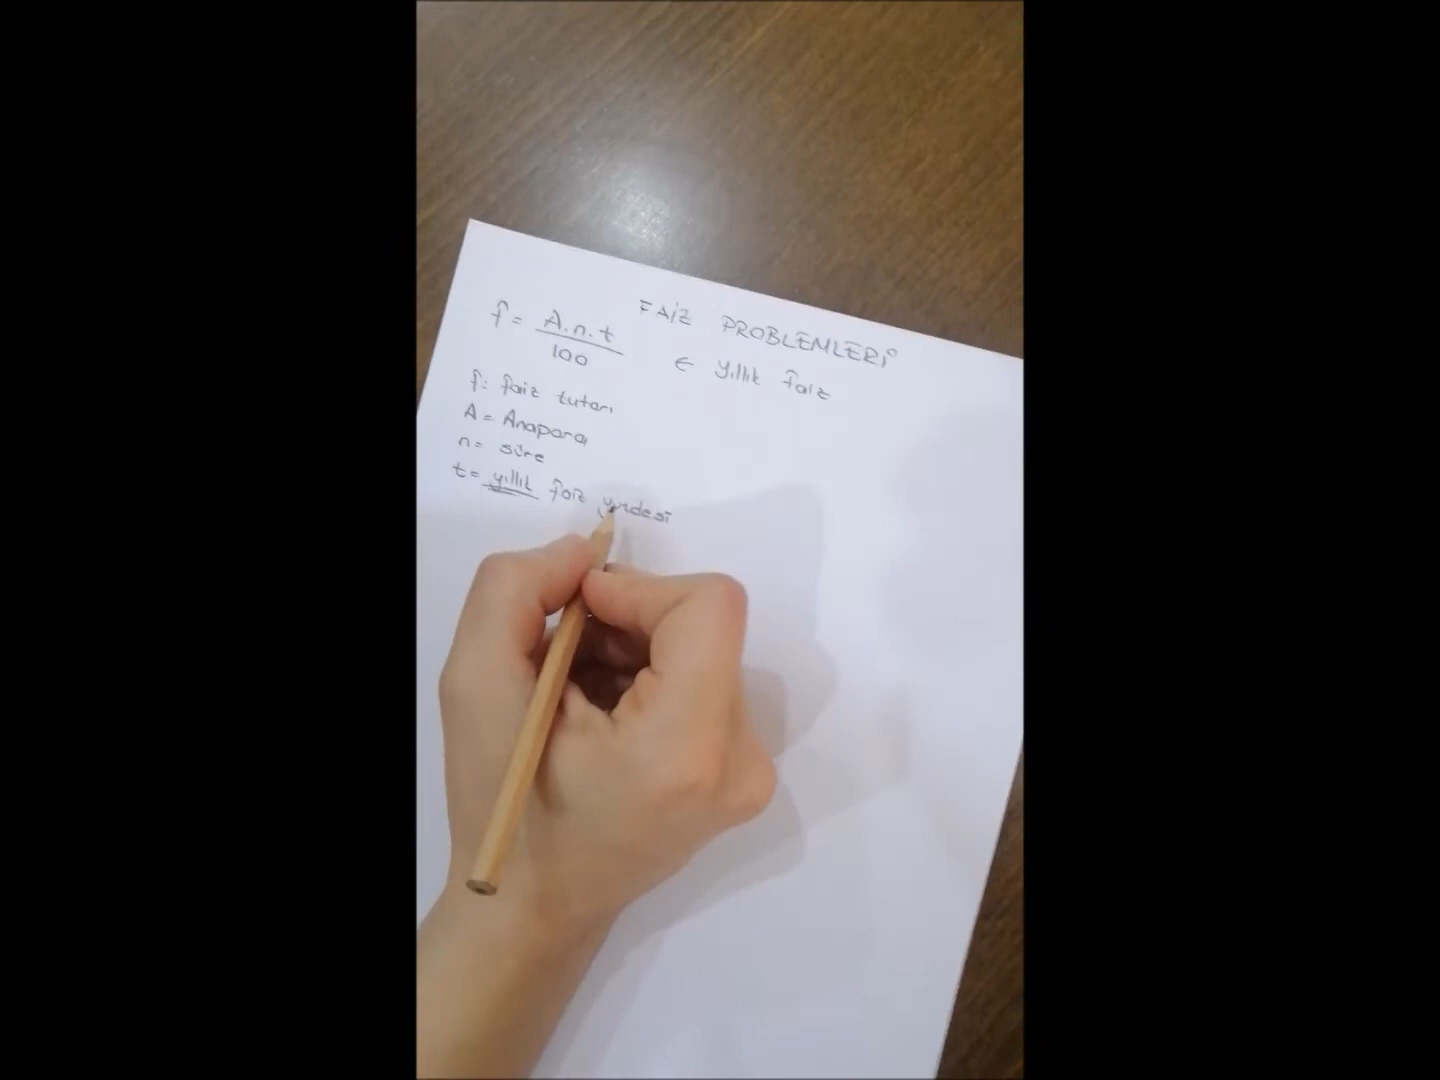 FAİZ PROBLEMLERİ
f = A.n.t / 100 ← yıllık faiz
f: faiz tutarı
A = Anapara
n = süre
t = yıllık faiz yüzdesi